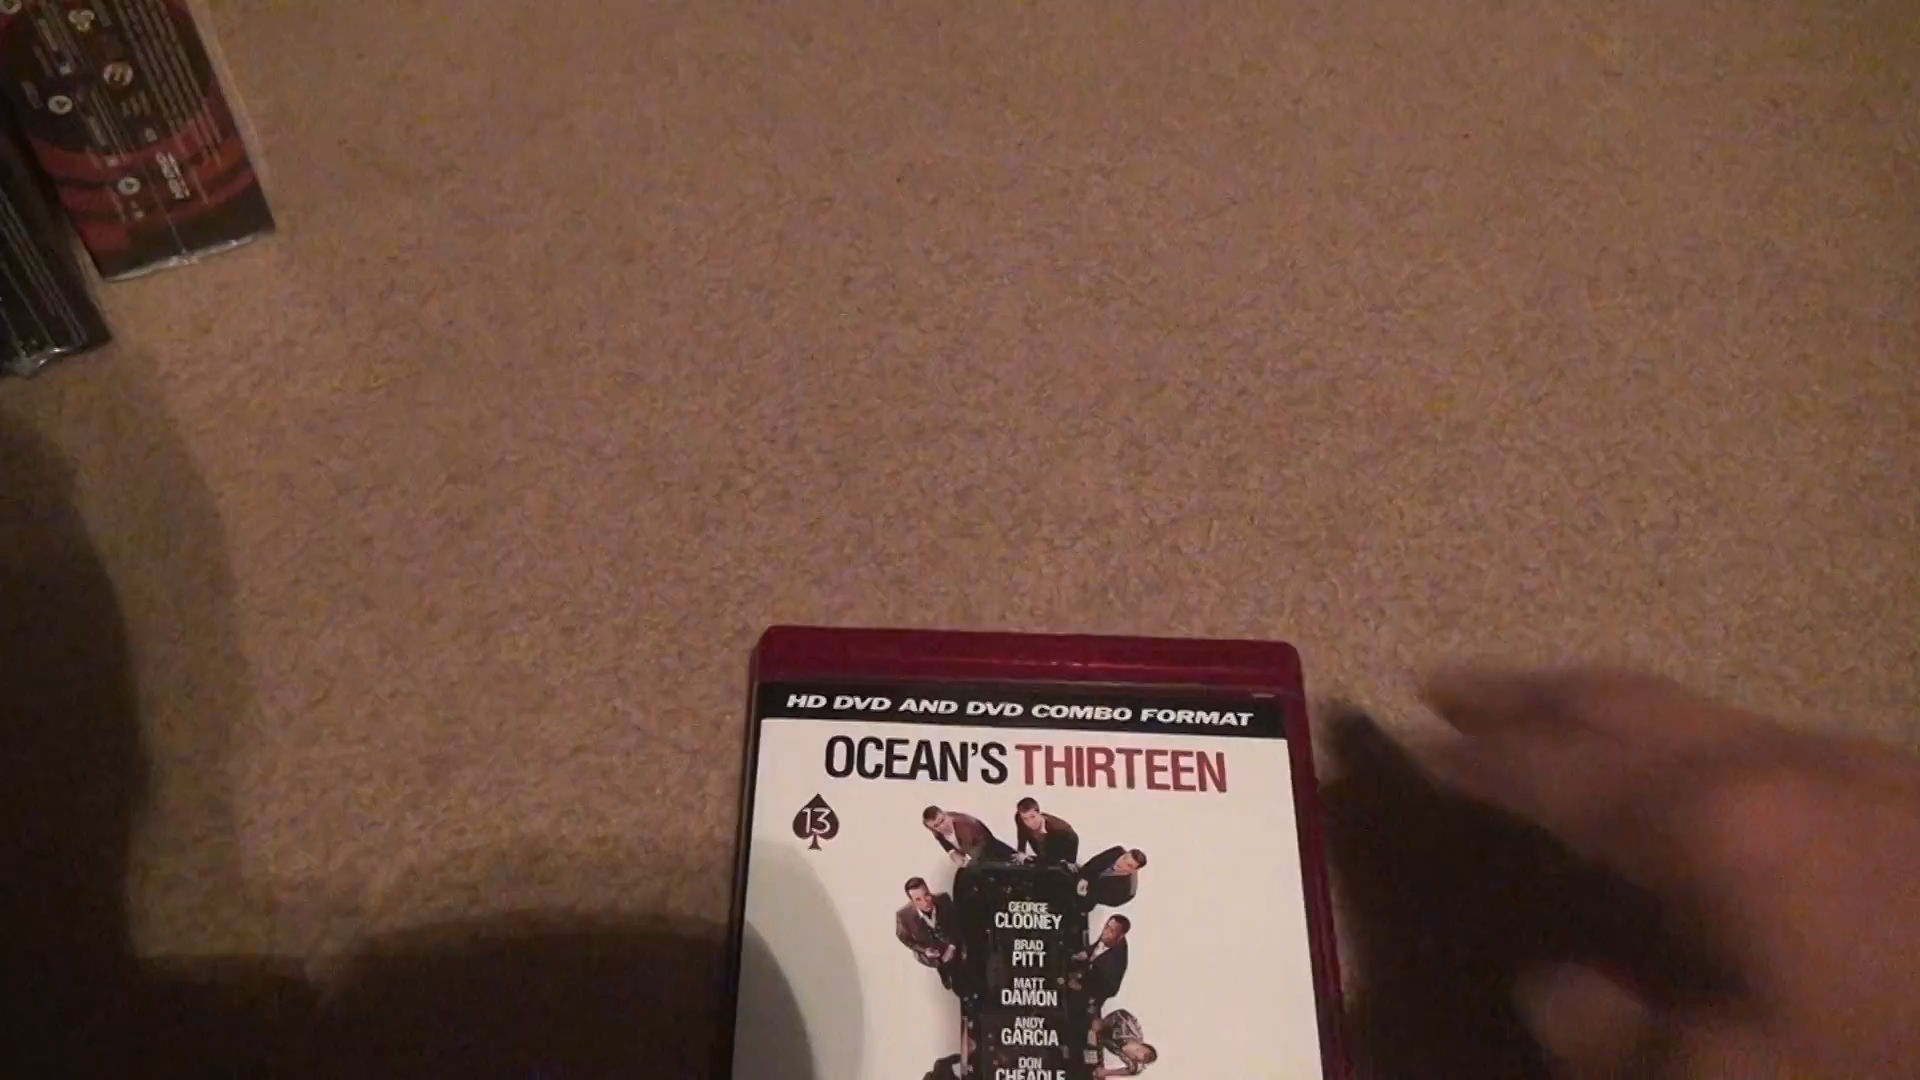 HD DVD AND DVD COMBO FORMAT
OCEAN'S THIRTEEN
13
GEORGE
CLOONEY
BRAD
PITT
MATT
DAMON
ANDY
GARCIA
DON
CHEADLE